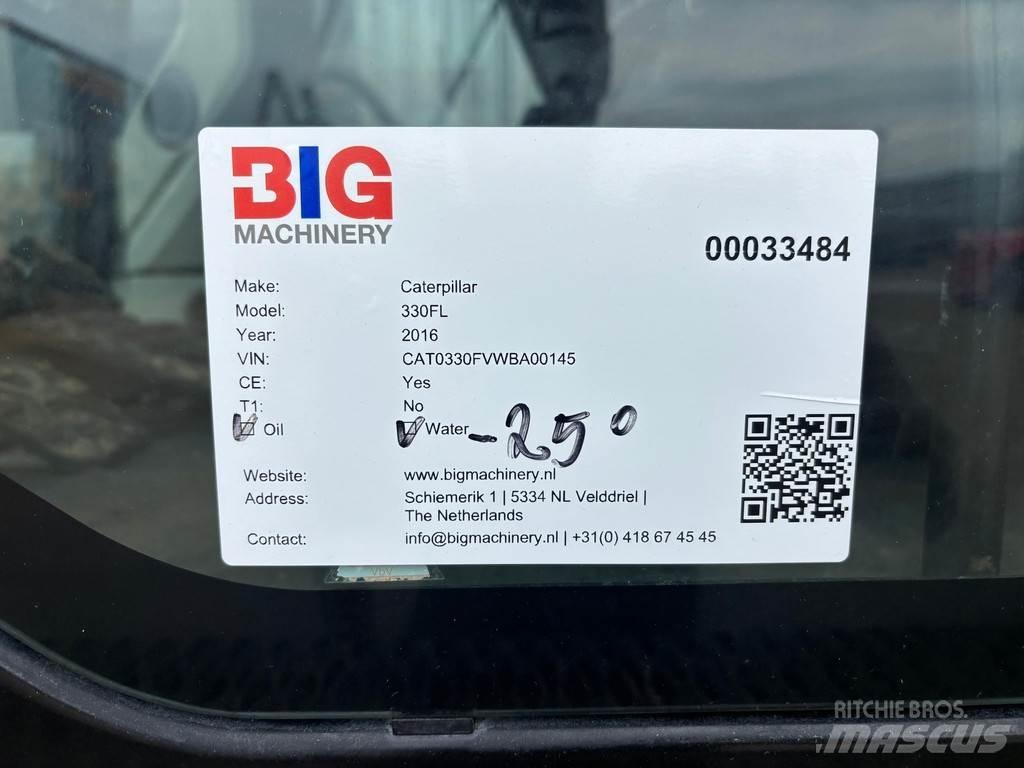 BIG
MACHINERY
00033484
Make: Caterpillar
Model: 330FL
Year: 2016
VIN: CAT0330FVWBA00145
CE: Yes
T1: No
Oil Water -25°
Website: www.bigmachinery.nl
Address: Schiemerik 1 | 5334 NL Velddriel |
The Netherlands
Contact: info@bigmachinery.nl | +31(0) 418 67 45 45
RITCHIE BROS.
MASCUS